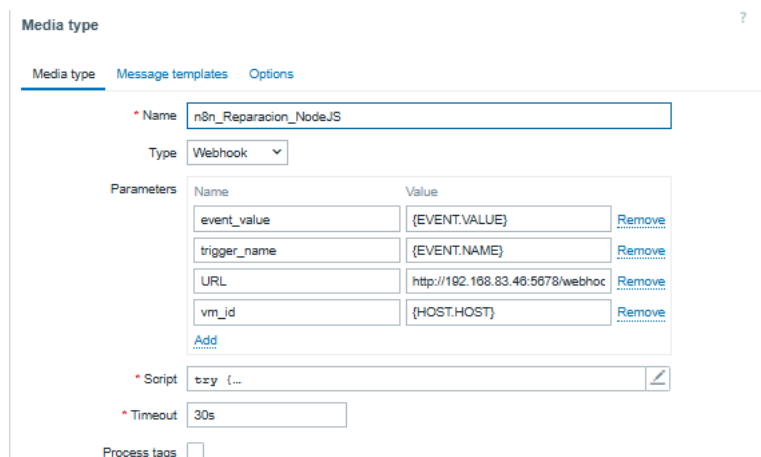 Media type
?
Media type Message templates Options
* Name n8n_Reparacion_NodeJS
Type Webhook
Parameters Name Value
event_value {EVENT.VALUE} Remove
trigger_name {EVENT.NAME} Remove
URL http://192.168.83.46:5678/webhoc Remove
vm_id {HOST.HOST} Remove
Add
* Script try {…
* Timeout 30s
Process tags